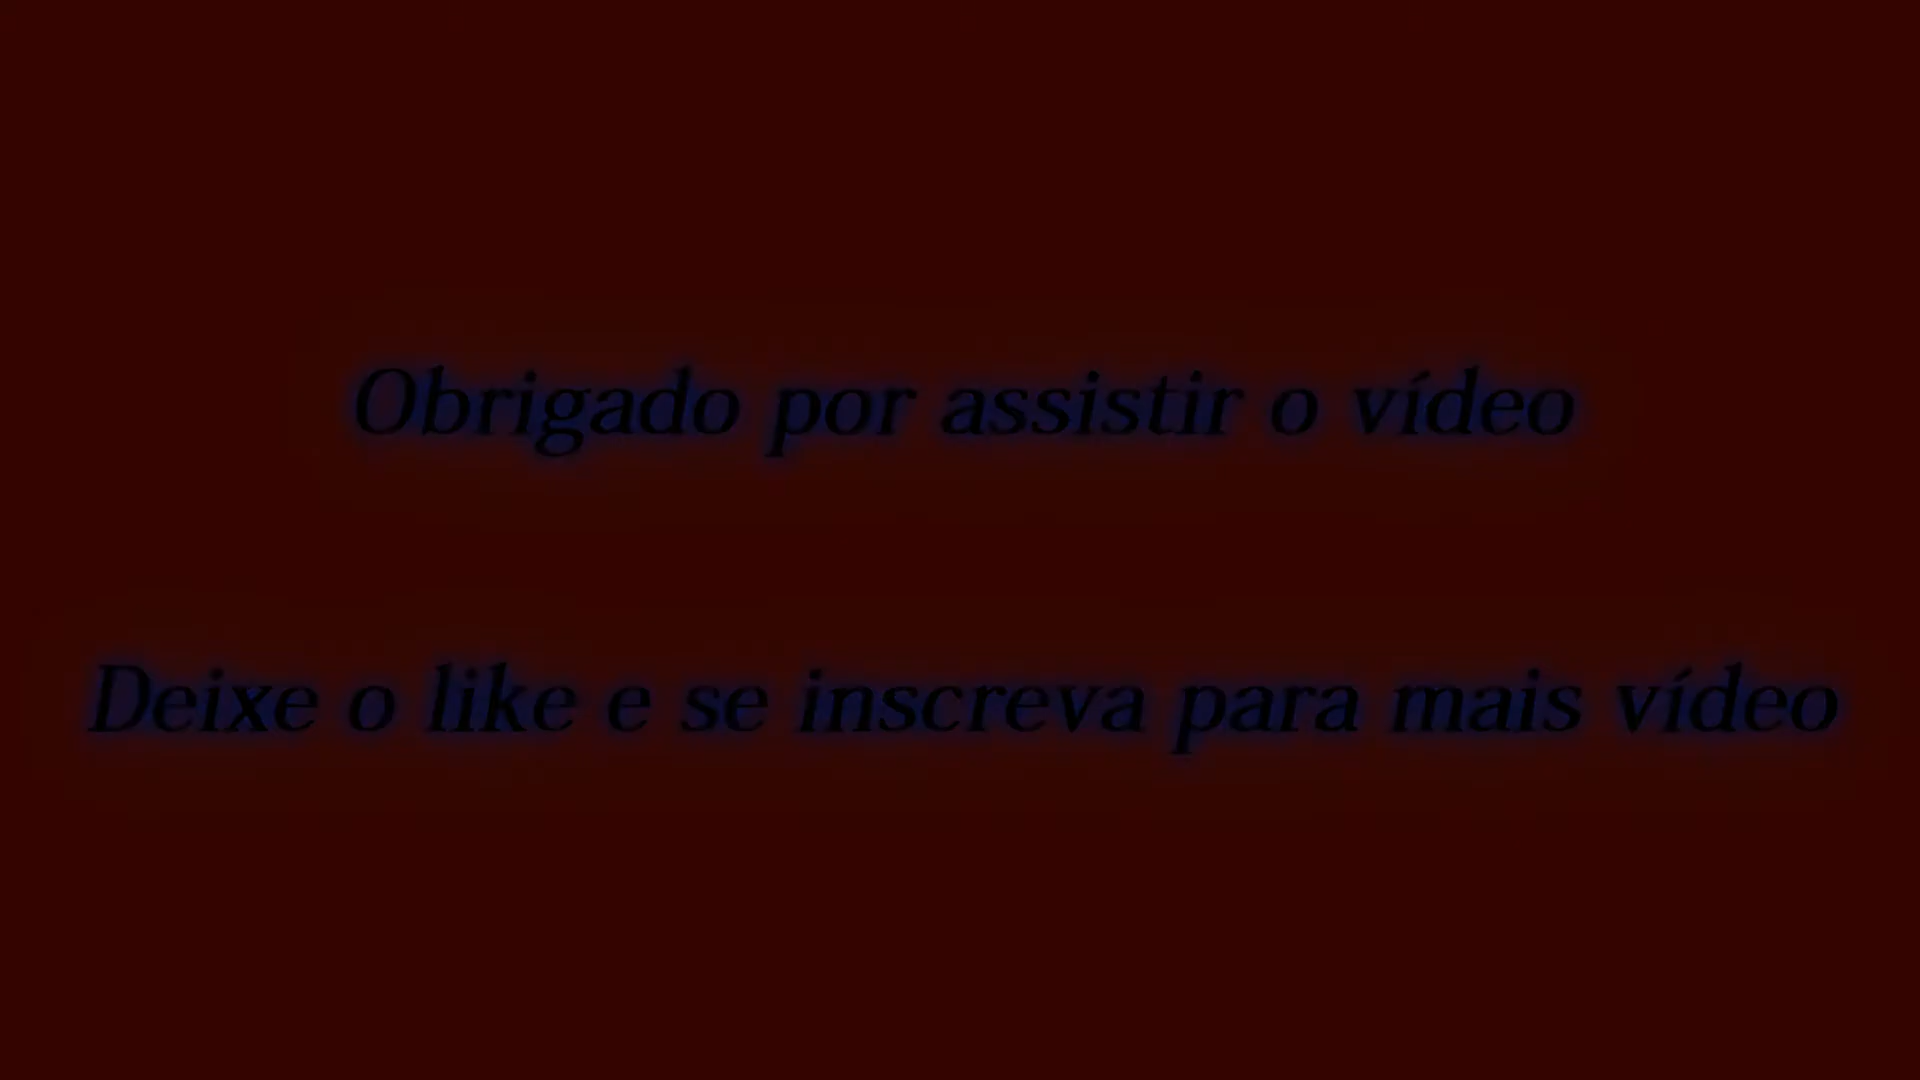 Obrigado por assistir o vídeo
Deixe o like e se inscreva para mais vídeo